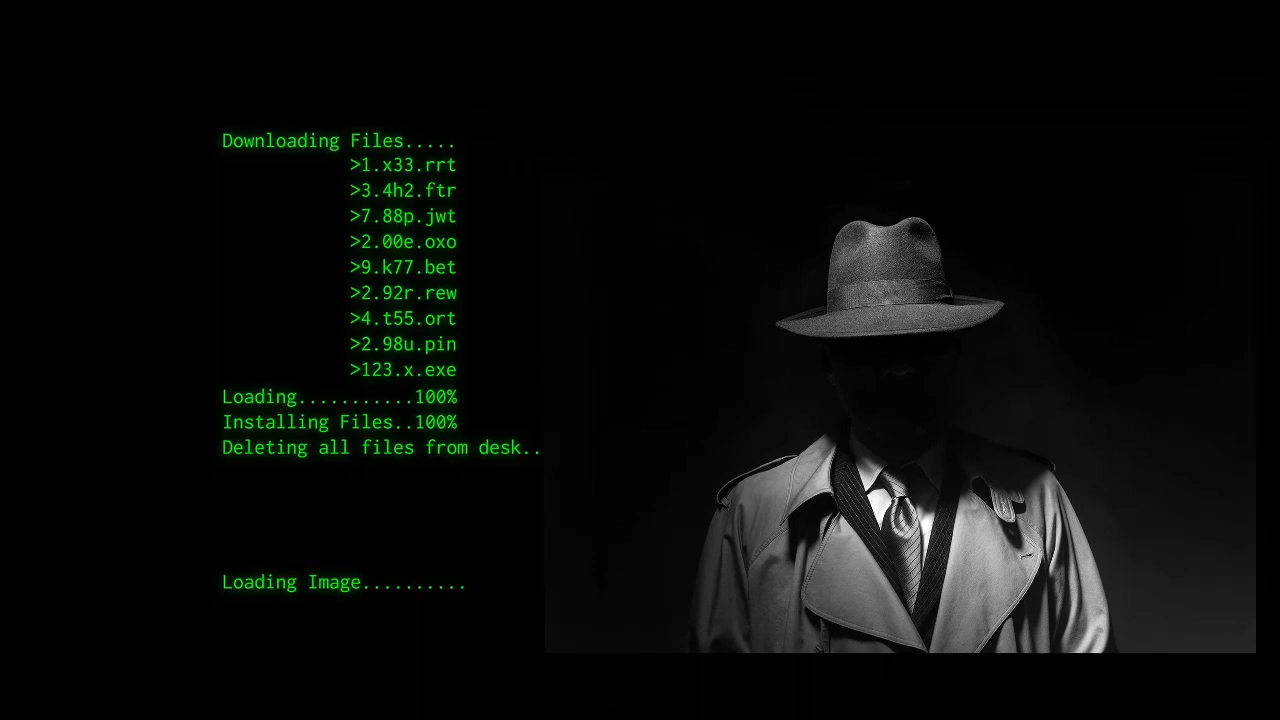 Downloading Files.....
>1.x33.rrt
>3.4h2.ftr
>7.88p.jwt
>2.00e.oxo
>9.k77.bet
>2.92r.rew
>4.t55.ort
>2.98u.pin
>123.x.exe
Loading...........100%
Installing Files..100%
Deleting all files from desk..
Loading Image..........